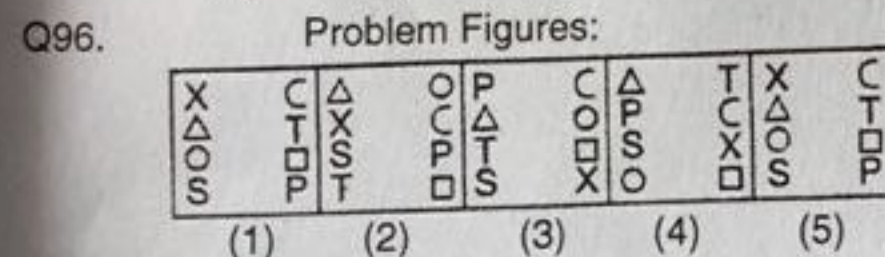 Q96. Problem Figures:
X C △ O P C △ T X C
△ T X C △ O P C △ T
O □ S P T □ S X O □
S P T □ S X O □ S P
(1) (2) (3) (4) (5)